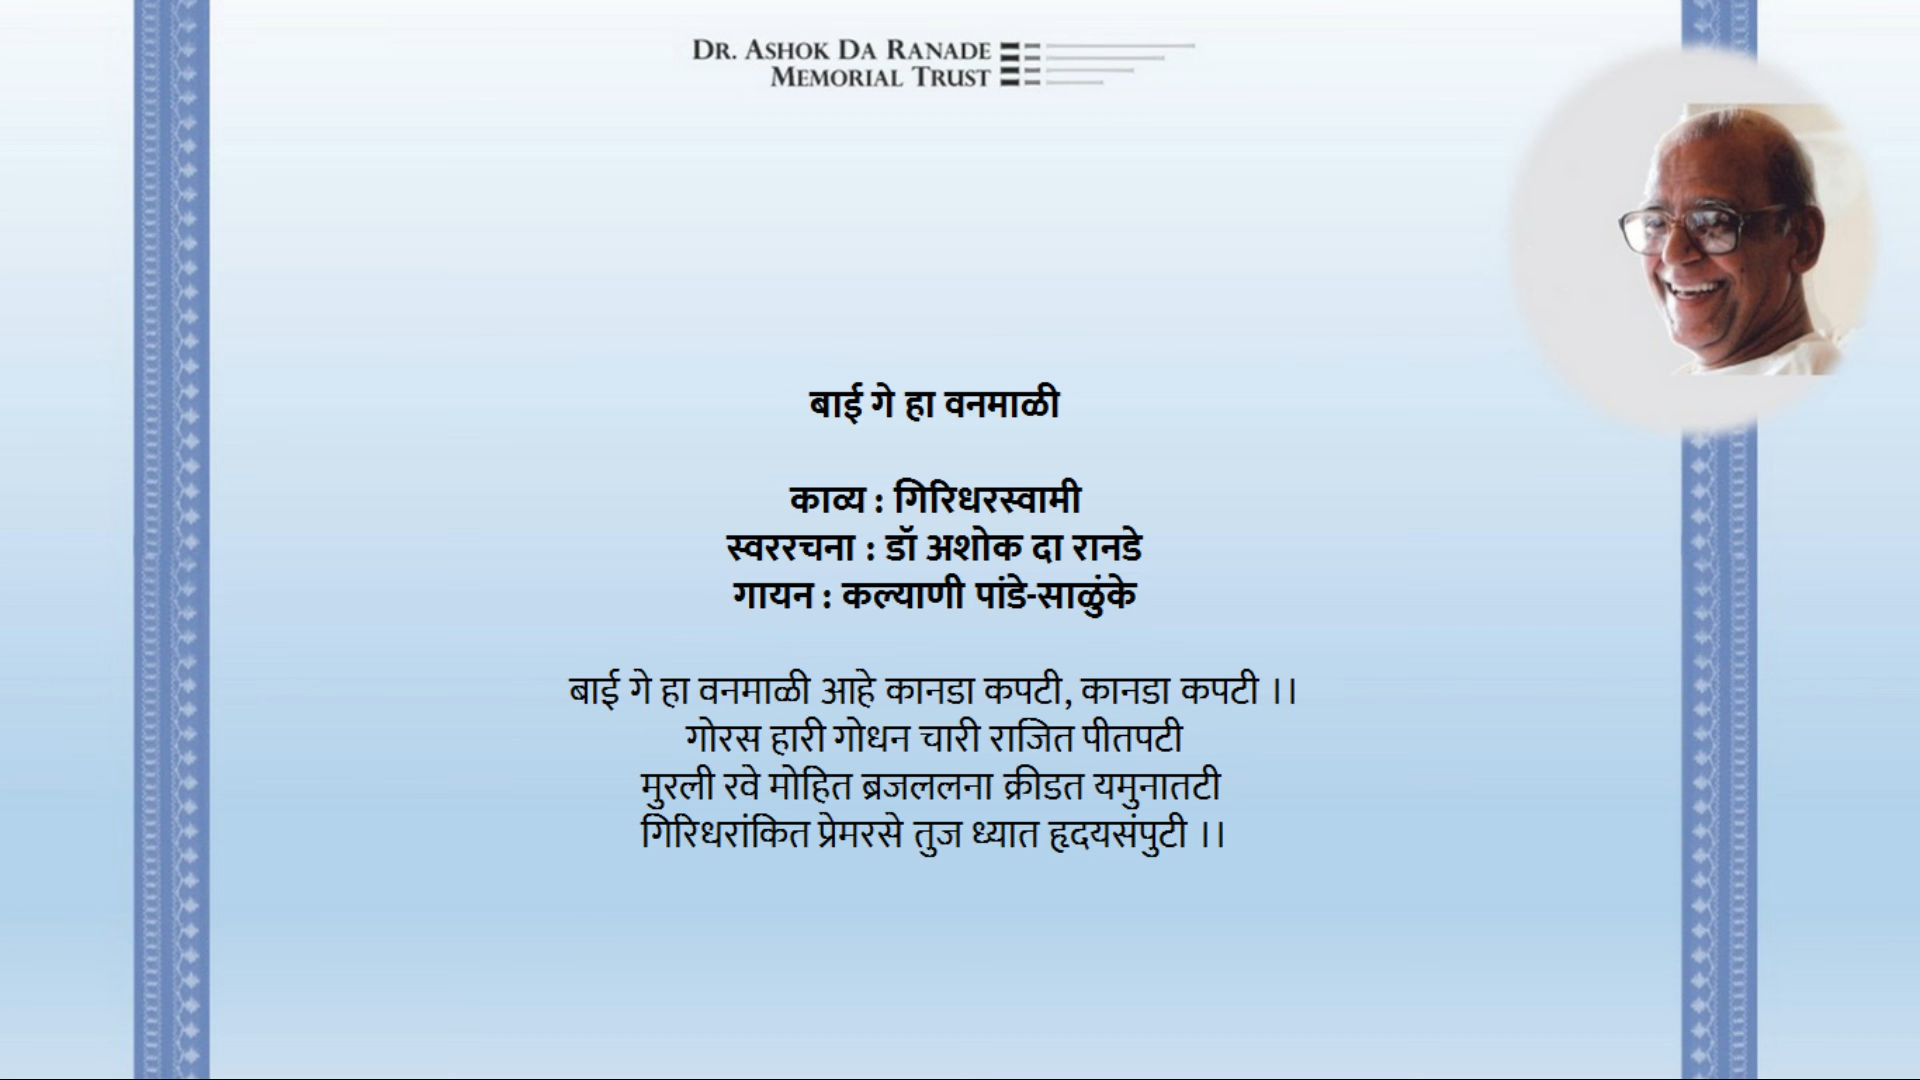 DR. ASHOK DA RANADE
MEMORIAL TRUST
बाई गे हा वनमाळी
काव्य : गिरिधरस्वामी
स्वररचना : डॉ अशोक दा रानडे
गायन : कल्याणी पांडे-साळुंके
बाई गे हा वनमाळी आहे कानडा कपटी, कानडा कपटी ।।
गोरस हारी गोधन चारी राजित पीतपटी
मुरली रवे मोहित ब्रजललना क्रीडत यमुनातटी
गिरिधरांकित प्रेमरसे तुज ध्यात हृदयसंपुटी ।।